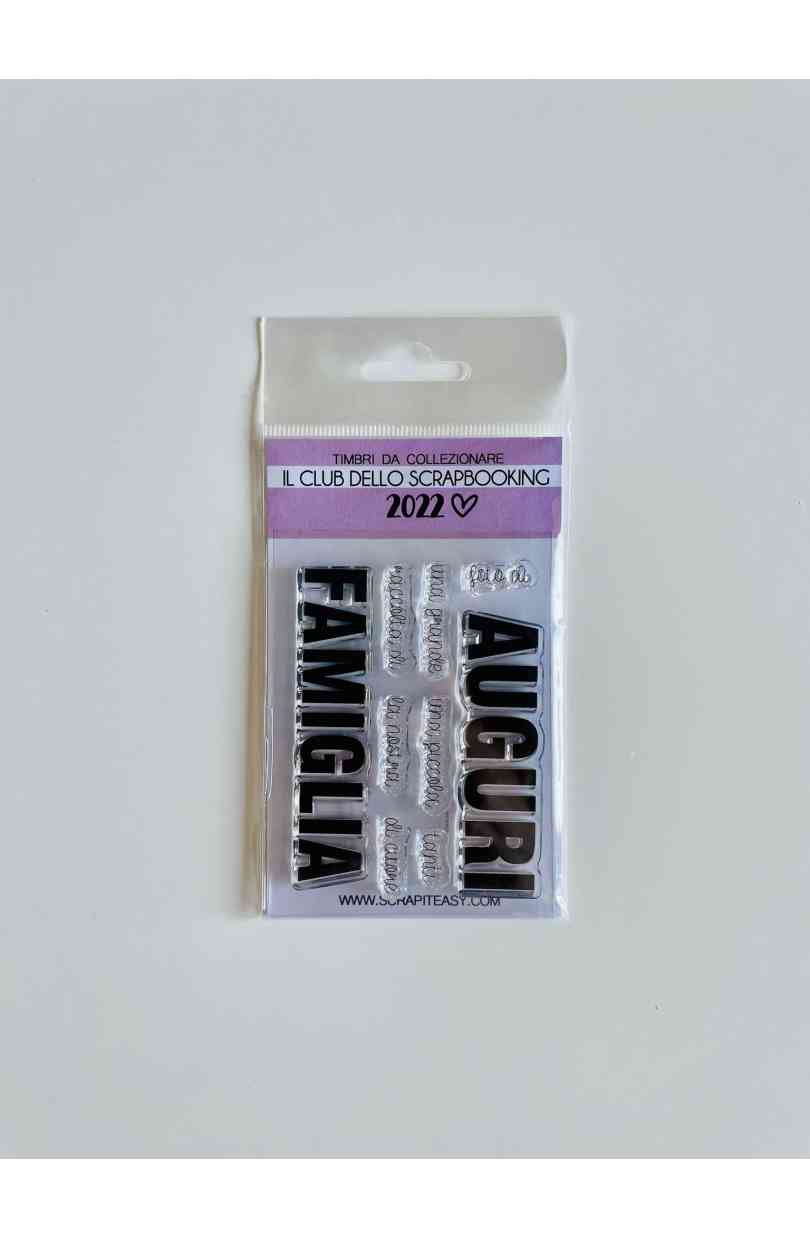 TIMBRI DA COLLEZIONARE
IL CLUB DELLO SCRAPBOOKING
2022
foto di
AUGURI
una grande
una piccola
tanti
raccolta di
la nostra
di cuore
FAMIGLIA
WWW.SCRAPITEASY.COM